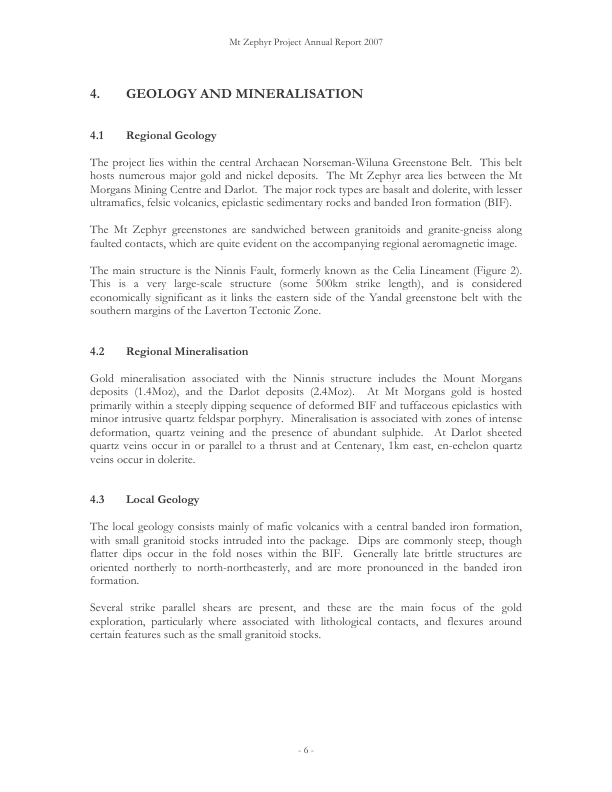 Mt Zephyr Project Annual Report 2007
4. GEOLOGY AND MINERALISATION
4.1 Regional Geology
The project lies within the central Archaean Norseman-Wiluna Greenstone Belt. This belt
hosts numerous major gold and nickel deposits. The Mt Zephyr area lies between the Mt
Morgans Mining Centre and Darlot. The major rock types are basalt and dolerite, with lesser
ultramafics, felsic volcanics, epiclastic sedimentary rocks and banded Iron formation (BIF).
The Mt Zephyr greenstones are sandwiched between granitoids and granite-gneiss along
faulted contacts, which are quite evident on the accompanying regional aeromagnetic image.
The main structure is the Ninnis Fault, formerly known as the Celia Lineament (Figure 2).
This is a very large-scale structure (some 500km strike length), and is considered
economically significant as it links the eastern side of the Yandal greenstone belt with the
southern margins of the Laverton Tectonic Zone.
4.2 Regional Mineralisation
Gold mineralisation associated with the Ninnis structure includes the Mount Morgans
deposits (1.4Moz), and the Darlot deposits (2.4Moz). At Mt Morgans gold is hosted
primarily within a steeply dipping sequence of deformed BIF and tuffaceous epiclastics with
minor intrusive quartz feldspar porphyry. Mineralisation is associated with zones of intense
deformation, quartz veining and the presence of abundant sulphide. At Darlot sheeted
quartz veins occur in or parallel to a thrust and at Centenary, 1km east, en-echelon quartz
veins occur in dolerite.
4.3 Local Geology
The local geology consists mainly of mafic volcanics with a central banded iron formation,
with small granitoid stocks intruded into the package. Dips are commonly steep, though
flatter dips occur in the fold noses within the BIF. Generally late brittle structures are
oriented northerly to north-northeasterly, and are more pronounced in the banded iron
formation.
Several strike parallel shears are present, and these are the main focus of the gold
exploration, particularly where associated with lithological contacts, and flexures around
certain features such as the small granitoid stocks.
- 6 -